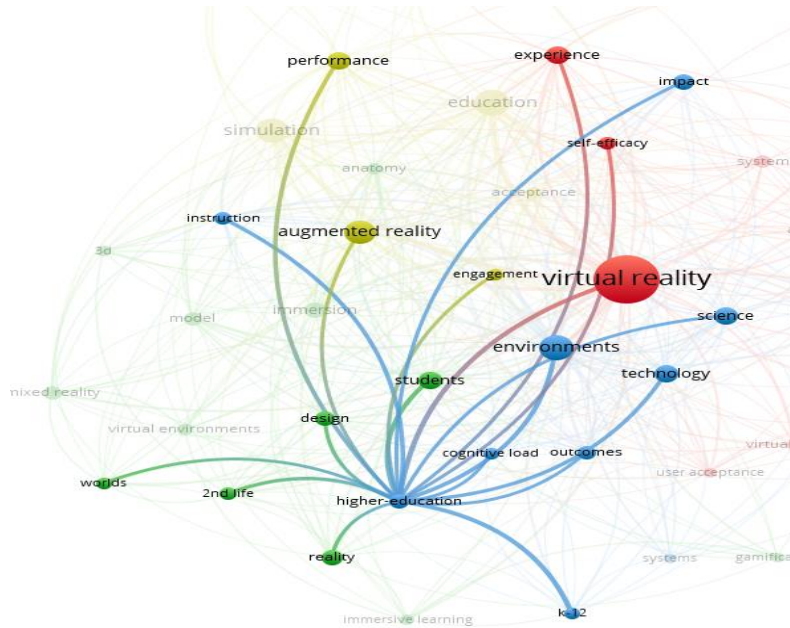 performance
experience
impact
education
simulation
self-efficacy
system
anatomy
acceptance
instruction
augmented reality
3d
engagement
virtual reality
immersion
model
science
environments
students
technology
mixed reality
design
virtual environments
virtual
cognitive load
outcomes
user acceptance
worlds
2nd life
higher-education
reality
systems
gamifica
k-12
immersive learning